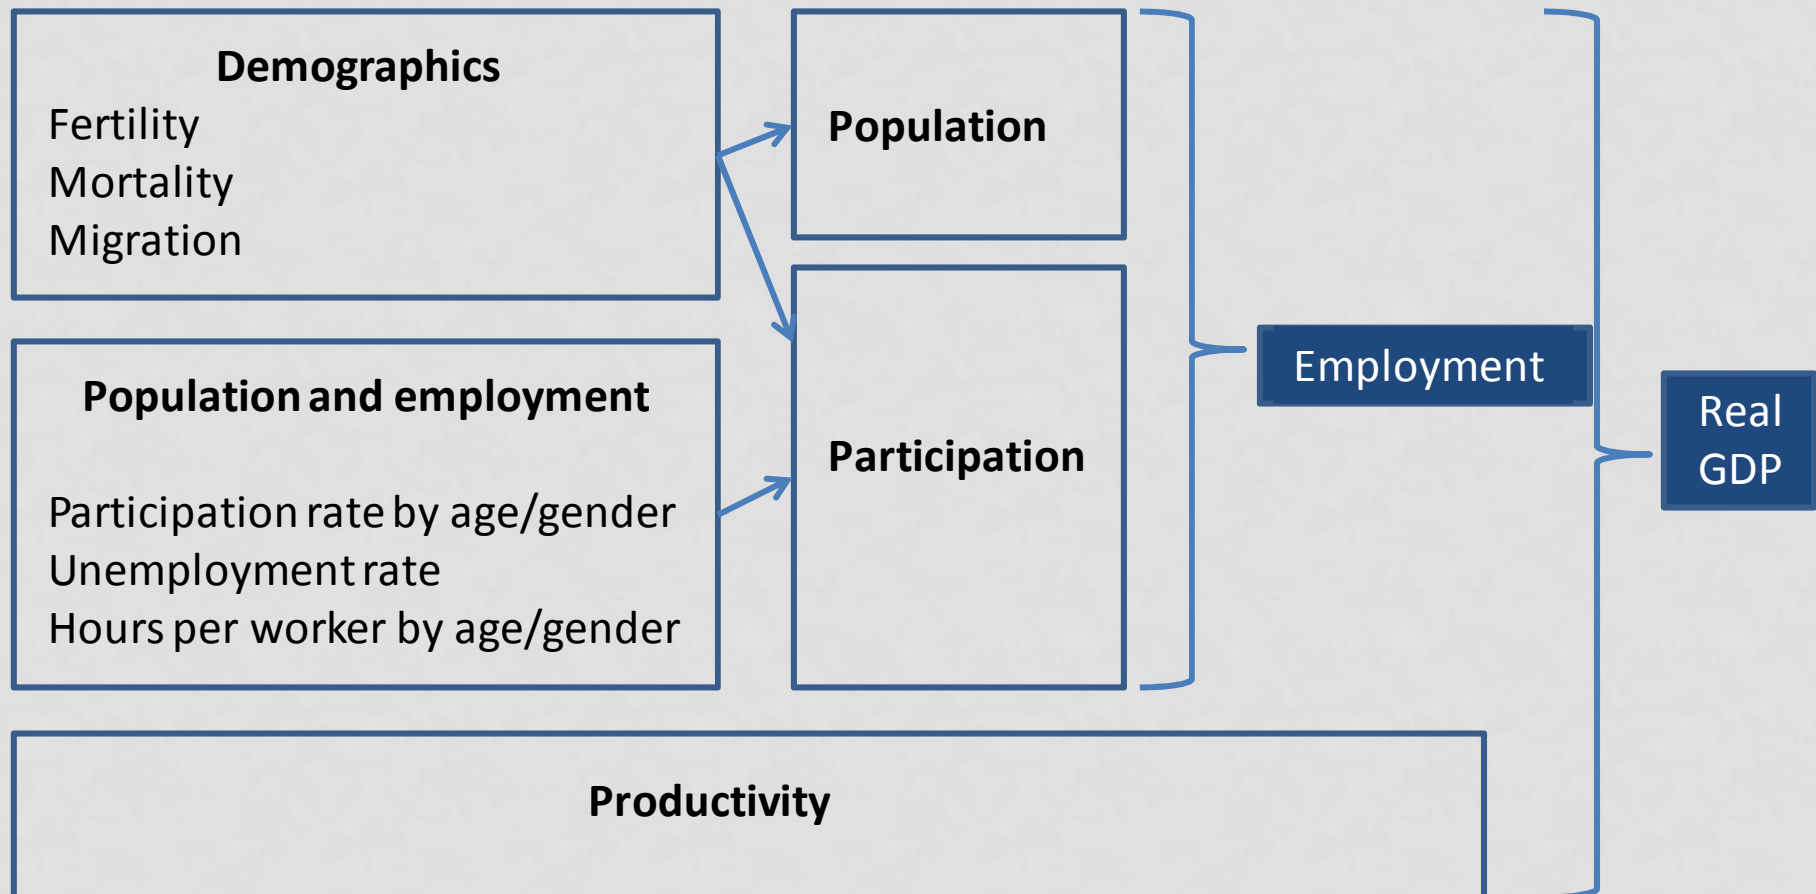 Demographics
Fertility
Mortality
Migration
Population
Population and employment
Participation rate by age/gender
Unemployment rate
Hours per worker by age/gender
Participation
Employment
Real
GDP
Productivity